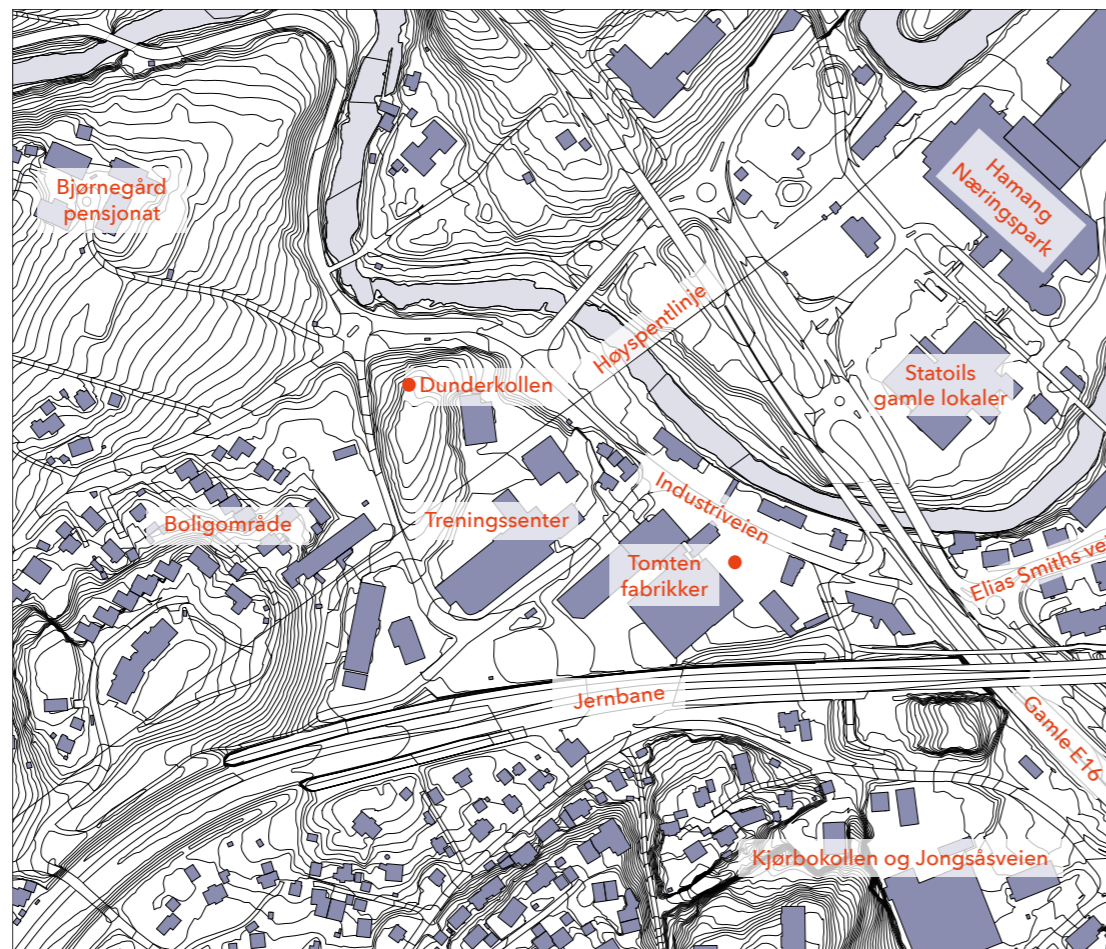 Bjørnegård
pensjonat
Hamang
Næringspark
Høyspentlinje
Dunderkollen
Statoils
gamle lokaler
Boligområde
Treningssenter
Industriveien
Tomten
fabrikker
Elias Smiths ve
Jernbane
Gamle E16
Kjørbokollen og Jongsåsveien